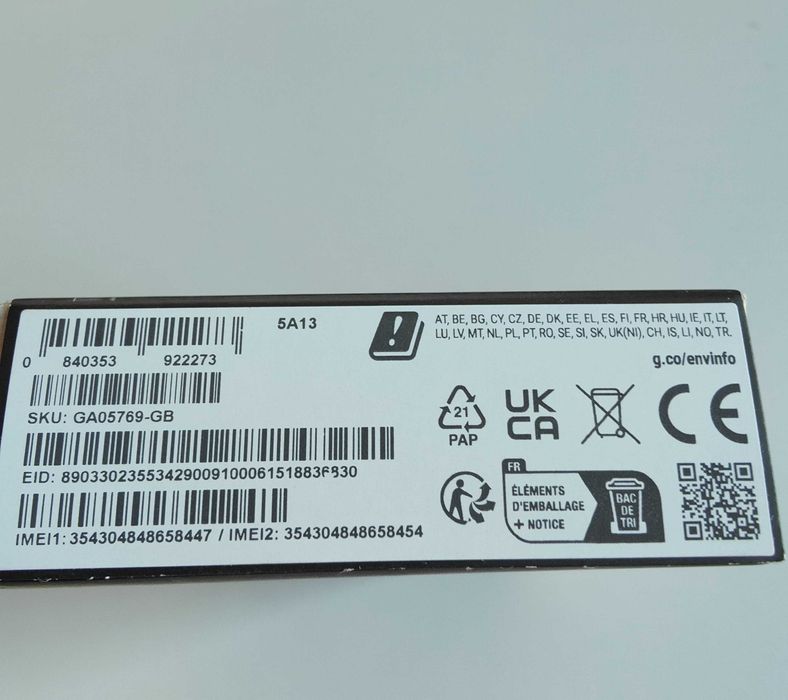 5A13
0 840353 922273
SKU: GA05769-GB
EID: 89033023553429009100061518836830
IMEI1: 354304848658447 / IMEI2: 354304848658454
AT, BE, BG, CY, CZ, DE, DK, EE, EL, ES, FI, FR, HR, HU, IE, IT, LT,
LU, LV, MT, NL, PL, PT, RO, SE, SI, SK, UK(NI), CH, IS, LI, NO, TR.
g.co/envinfo
21
PAP
UK
CA
CE
FR
ÉLÉMENTS
D'EMBALLAGE
+ NOTICE
BAC
DE
TRI